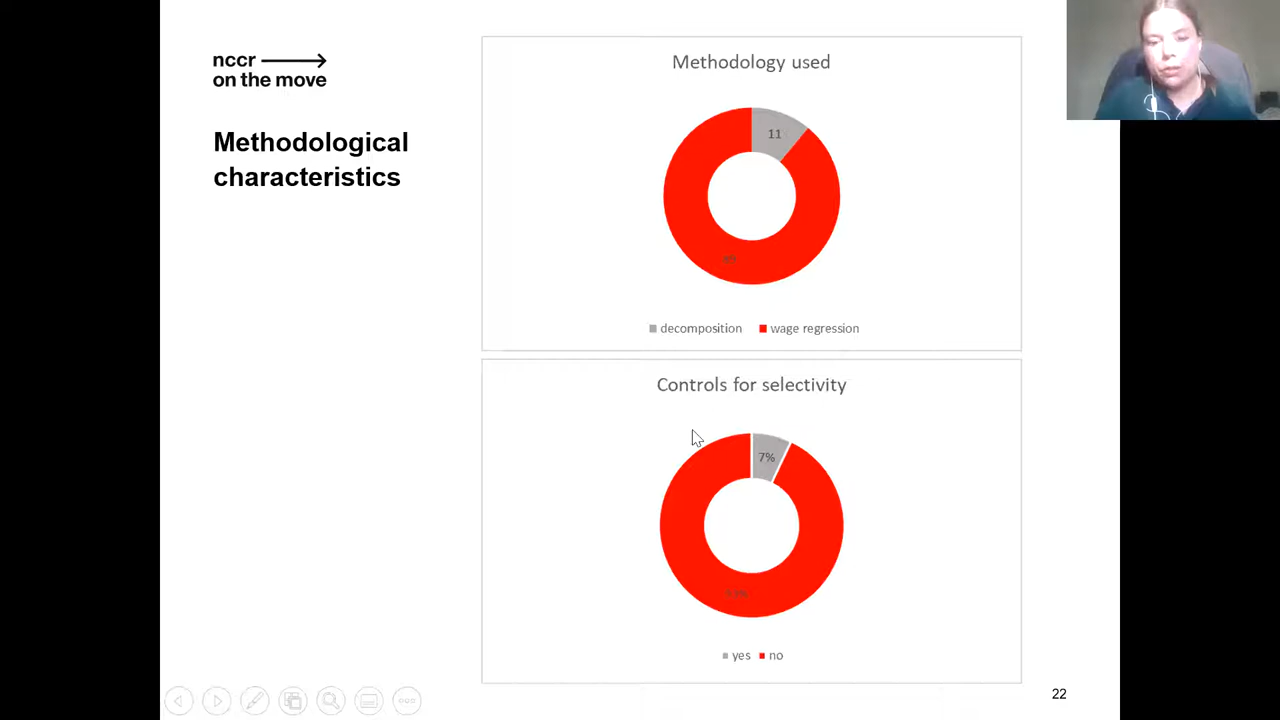 nccr
on the move
Methodological
characteristics
Methodology used
11
89
decomposition wage regression
Controls for selectivity
7%
yes no
22